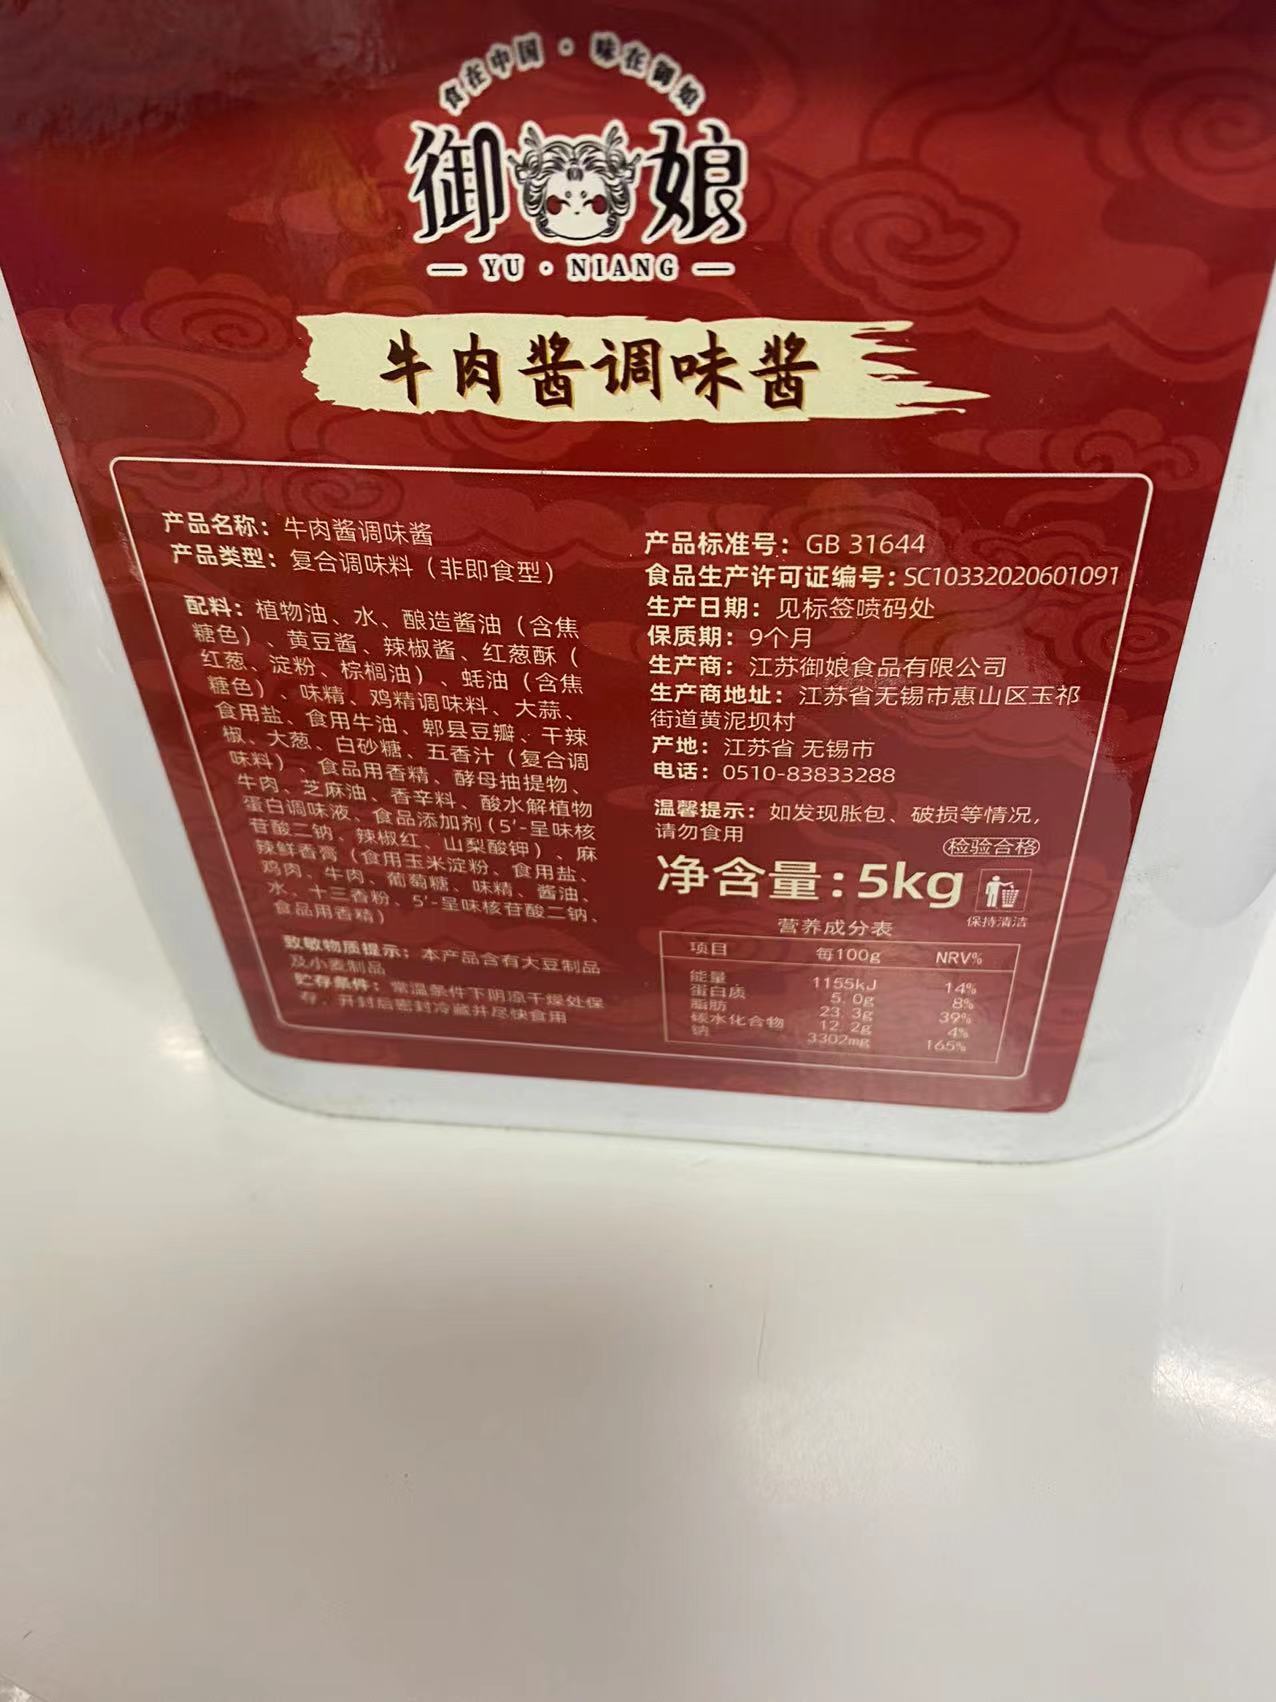 食在中国·味在御娘
御娘
YU·NIANG
牛肉酱调味酱
产品名称：牛肉酱调味酱
产品类型：复合调味料（非即食型）
配料：植物油、水、酿造酱油（含焦
糖色）、黄豆酱、辣椒酱、红葱酥（
红葱、淀粉、棕榈油）、蚝油（含焦
糖色）、味精、鸡精调味料、大蒜、
食用盐、食用牛油、郫县豆瓣、干辣
椒、大葱、白砂糖、五香汁（复合调
味料）、食品用香精、酵母抽提物、
牛肉、芝麻油、香辛料、酸水解植物
蛋白调味液、食品添加剂（5'-呈味核
苷酸二钠、辣椒红、山梨酸钾）、麻
辣鲜香膏（食用玉米淀粉、食用盐、
鸡肉、牛肉、葡萄糖、味精、酱油、
水、十三香粉、5'-呈味核苷酸二钠、
食品用香精）
致敏物质提示：本产品含有大豆制品
及小麦制品
贮存条件：常温条件下阴凉干燥处保
存，开封后密封冷藏并尽快食用
产品标准号：GB 31644
食品生产许可证编号：SC10332020601091
生产日期：见标签喷码处
保质期：9个月
生产商：江苏御娘食品有限公司
生产商地址：江苏省无锡市惠山区玉祁
街道黄泥坝村
产地：江苏省 无锡市
电话：0510-83833288
温馨提示：如发现胀包、破损等情况，
请勿食用
检验合格
净含量：5kg
保持清洁
营养成分表
项目 每100g NRV%
能量 1155kJ 14%
蛋白质 5.0g 8%
脂肪 23.3g 39%
碳水化合物 12.2g 4%
钠 3302mg 165%